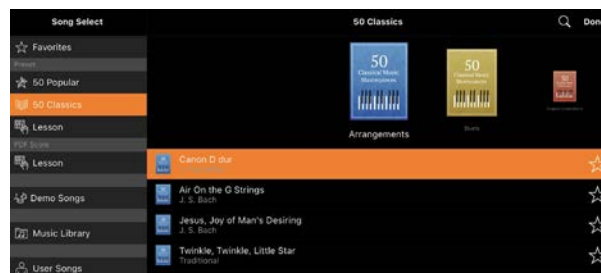 Song Select
50 Classics
Don
Favorites
Preset
50 Popular
50 Classics
Lesson
PDF Score
Lesson
Demo Songs
Music Library
User Songs
50
Classical Music
Masterpieces
50
Classical Music
Masterpieces
50
Arrangements
Duets
Canon D dur
Air On the G Strings
J. S. Bach
Jesus, Joy of Man's Desiring
J. S. Bach
Twinkle, Twinkle, Little Star
Traditional